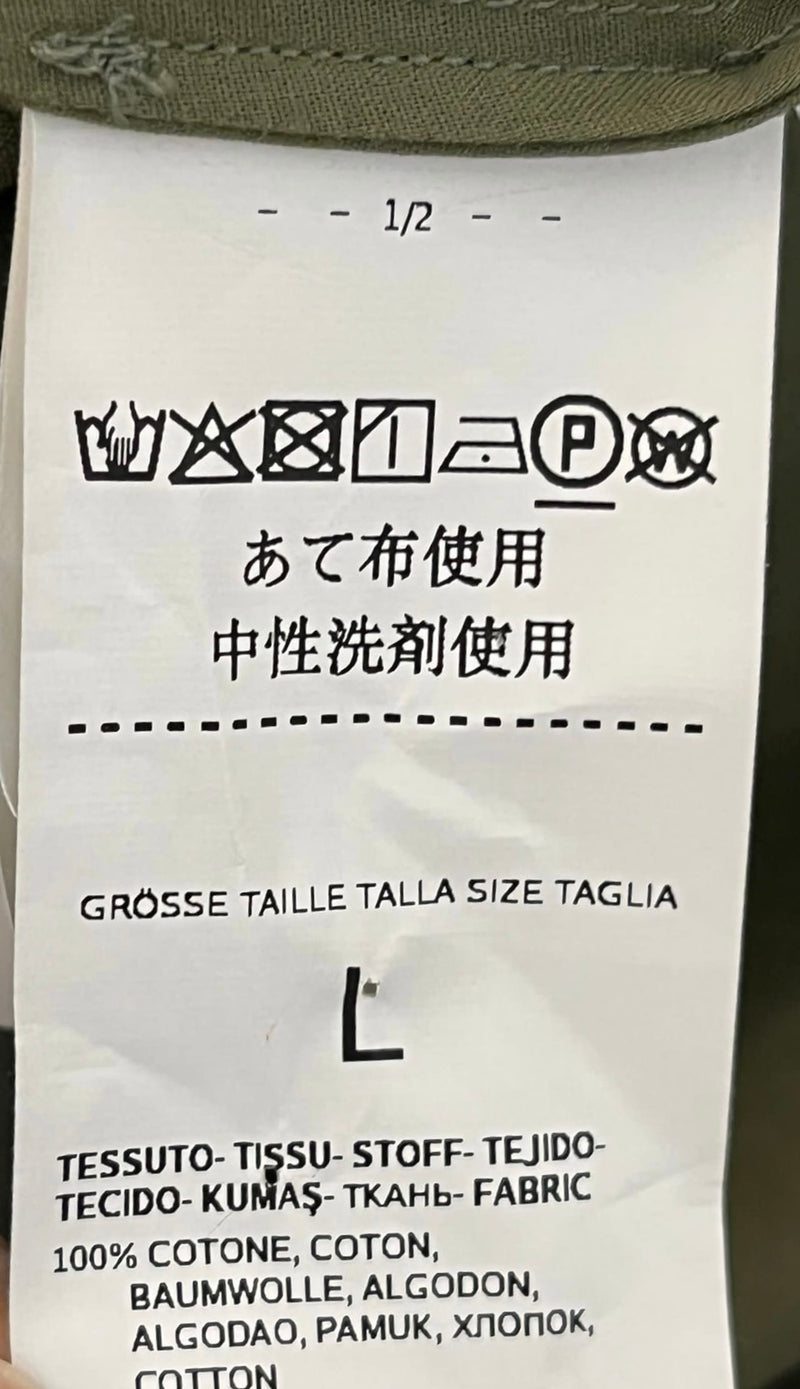 - - 1/2 - -
P W
あて布使用
中性洗剤使用
GRÖSSE TAILLE TALLA SIZE TAGLIA
L
TESSUTO- TISSU- STOFF- TEJIDO-
TECIDO- KUMAŞ- ТКАНЬ- FABRIC
100% COTONE, COTON,
BAUMWOLLE, ALGODON,
ALGODAO, PAMUK, ХЛОПОК,
COTTON